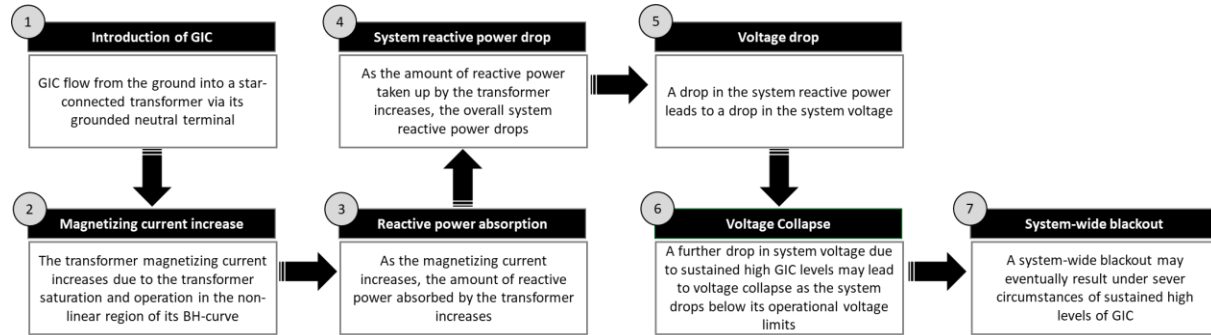 1
Introduction of GIC
GIC flow from the ground into a star-
connected transformer via its
grounded neutral terminal
2
Magnetizing current increase
The transformer magnetizing current
increases due to the transformer
saturation and operation in the non-
linear region of its BH-curve
3
Reactive power absorption
As the magnetizing current
increases, the amount of reactive
power absorbed by the transformer
increases
4
System reactive power drop
As the amount of reactive power
taken up by the transformer
increases, the overall system
reactive power drops
5
Voltage drop
A drop in the system reactive power
leads to a drop in the system voltage
6
Voltage Collapse
A further drop in system voltage due
to sustained high GIC levels may lead
to voltage collapse as the system
drops below its operational voltage
limits
7
System-wide blackout
A system-wide blackout may
eventually result under sever
circumstances of sustained high
levels of GIC